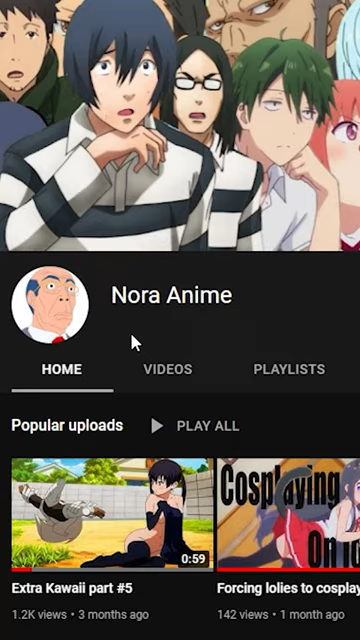 Nora Anime
HOME VIDEOS PLAYLISTS
Popular uploads PLAY ALL
Cosplaying
On lo
0:59
Extra Kawaii part #5
Forcing lolies to cosplay
1.2K views • 3 months ago
142 views • 1 month ago